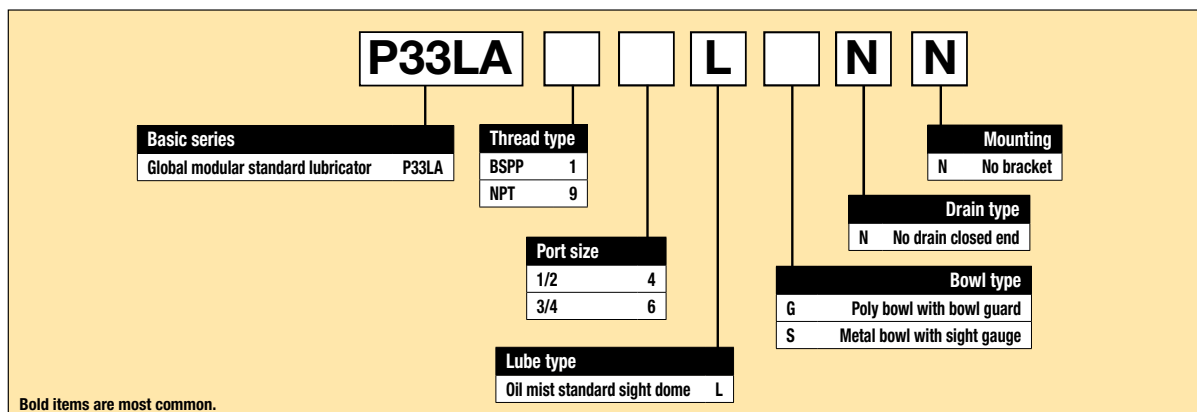 P33LA L N N
Basic series
Global modular standard lubricator P33LA
Thread type
BSPP 1
NPT 9
Port size
1/2 4
3/4 6
Lube type
Oil mist standard sight dome L
Mounting
N No bracket
Drain type
N No drain closed end
Bowl type
G Poly bowl with bowl guard
S Metal bowl with sight gauge
Bold items are most common.